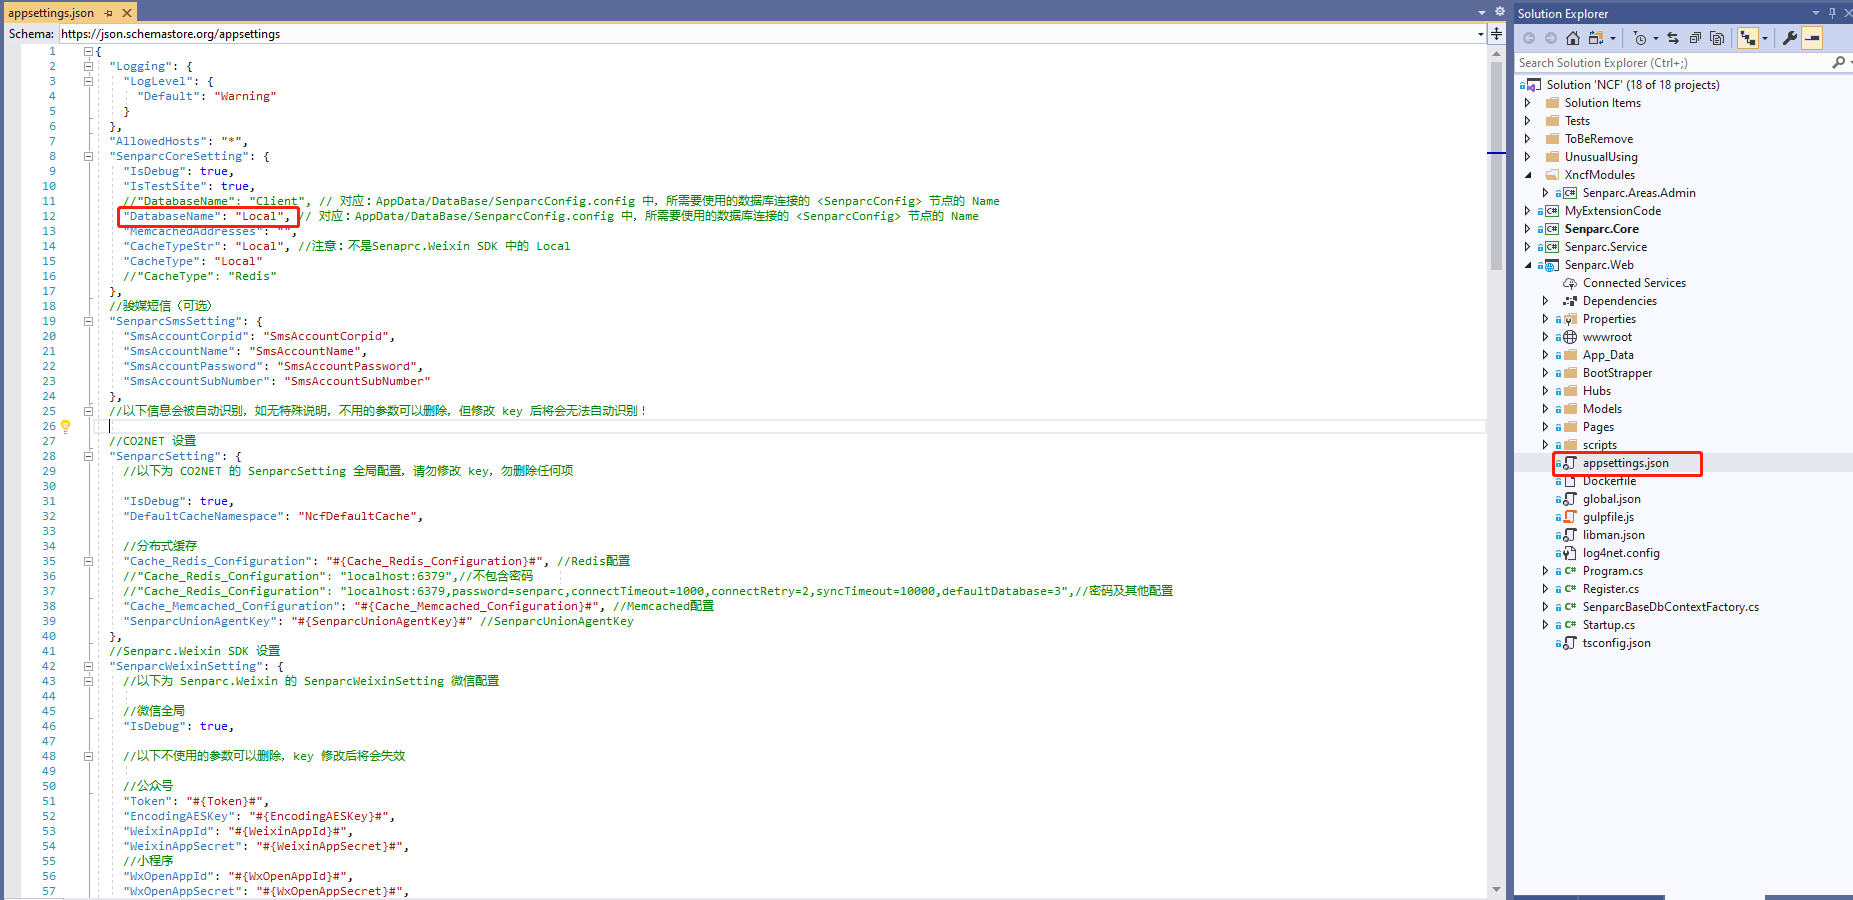 appsettings.json
Schema: https://json.schemastore.org/appsettings
1 {
2 "Logging": {
3 "LogLevel": {
4 "Default": "Warning"
5 }
6 },
7 "AllowedHosts": "*",
8 "SenparcCoreSetting": {
9 "IsDebug": true,
10 "IsTestSite": true,
11 //"DatabaseName": "Client", // 对应：AppData/DataBase/SenparcConfig.config 中，所需要使用的数据库连接的 <SenparcConfig> 节点的 Name
12 "DatabaseName": "Local", // 对应：AppData/DataBase/SenparcConfig.config 中，所需要使用的数据库连接的 <SenparcConfig> 节点的 Name
13 "MemcachedAddresses": "",
14 "CacheTypeStr": "Local", //注意：不是Senaprc.Weixin SDK 中的 Local
15 "CacheType": "Local"
16 //"CacheType": "Redis"
17 },
18 //骏媒短信（可选）
19 "SenparcSmsSetting": {
20 "SmsAccountCorpid": "SmsAccountCorpid",
21 "SmsAccountName": "SmsAccountName",
22 "SmsAccountPassword": "SmsAccountPassword",
23 "SmsAccountSubNumber": "SmsAccountSubNumber"
24 },
25 //以下信息会被自动识别，如无特殊说明，不用的参数可以删除，但修改 key 后将会无法自动识别！
26
27 //CO2NET 设置
28 "SenparcSetting": {
29 //以下为 CO2NET 的 SenparcSetting 全局配置，请勿修改 key，勿删除任何项
30
31 "IsDebug": true,
32 "DefaultCacheNamespace": "NcfDefaultCache",
33
34 //分布式缓存
35 "Cache_Redis_Configuration": "#{Cache_Redis_Configuration}#", //Redis配置
36 //"Cache_Redis_Configuration": "localhost:6379",//不包含密码
37 //"Cache_Redis_Configuration": "localhost:6379,password=senparc,connectTimeout=1000,connectRetry=2,syncTimeout=10000,defaultDatabase=3",//密码及其他配置
38 "Cache_Memcached_Configuration": "#{Cache_Memcached_Configuration}#", //Memcached配置
39 "SenparcUnionAgentKey": "#{SenparcUnionAgentKey}#" //SenparcUnionAgentKey
40 },
41 //Senparc.Weixin SDK 设置
42 "SenparcWeixinSetting": {
43 //以下为 Senparc.Weixin 的 SenparcWeixinSetting 微信配置
44
45 //微信全局
46 "IsDebug": true,
47
48 //以下不使用的参数可以删除，key 修改后将会失效
49
50 //公众号
51 "Token": "#{Token}#",
52 "EncodingAESKey": "#{EncodingAESKey}#",
53 "WeixinAppId": "#{WeixinAppId}#",
54 "WeixinAppSecret": "#{WeixinAppSecret}#",
55 //小程序
56 "WxOpenAppId": "#{WxOpenAppId}#",
57 "WxOpenAppSecret": "#{WxOpenAppSecret}#",
Solution Explorer
Search Solution Explorer (Ctrl+;)
Solution 'NCF' (18 of 18 projects)
Solution Items
Tests
ToBeRemove
UnusualUsing
XncfModules
C# Senparc.Areas.Admin
C# MyExtensionCode
C# Senparc.Core
C# Senparc.Service
Senparc.Web
Connected Services
Dependencies
Properties
wwwroot
App_Data
BootStrapper
Hubs
Models
Pages
scripts
appsettings.json
Dockerfile
global.json
gulpfile.js
libman.json
log4net.config
C# Program.cs
C# Register.cs
C# SenparcBaseDbContextFactory.cs
C# Startup.cs
tsconfig.json